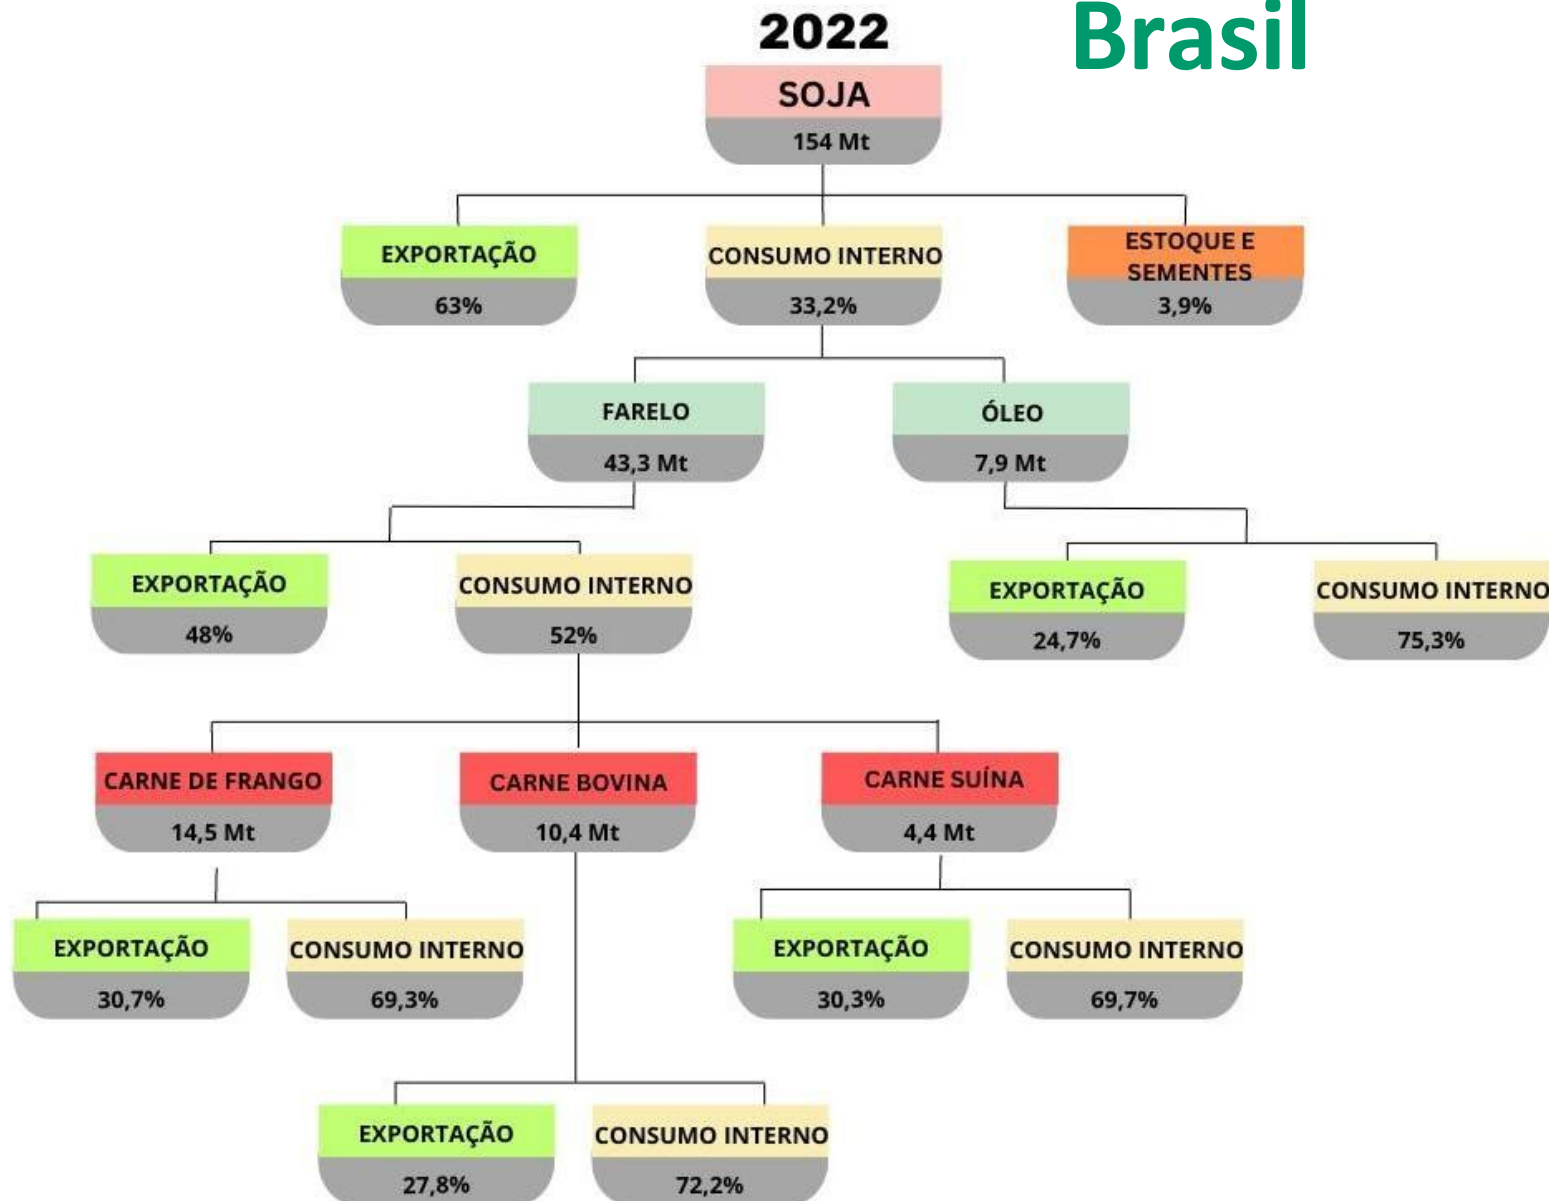 2022
Brasil
SOJA
154 Mt
EXPORTAÇÃO
63%
CONSUMO INTERNO
33,2%
ESTOQUE E
SEMENTES
3,9%
FARELO
43,3 Mt
ÓLEO
7,9 Mt
EXPORTAÇÃO
48%
CONSUMO INTERNO
52%
EXPORTAÇÃO
24,7%
CONSUMO INTERNO
75,3%
CARNE DE FRANGO
14,5 Mt
CARNE BOVINA
10,4 Mt
CARNE SUÍNA
4,4 Mt
EXPORTAÇÃO
30,7%
CONSUMO INTERNO
69,3%
EXPORTAÇÃO
30,3%
CONSUMO INTERNO
69,7%
EXPORTAÇÃO
27,8%
CONSUMO INTERNO
72,2%